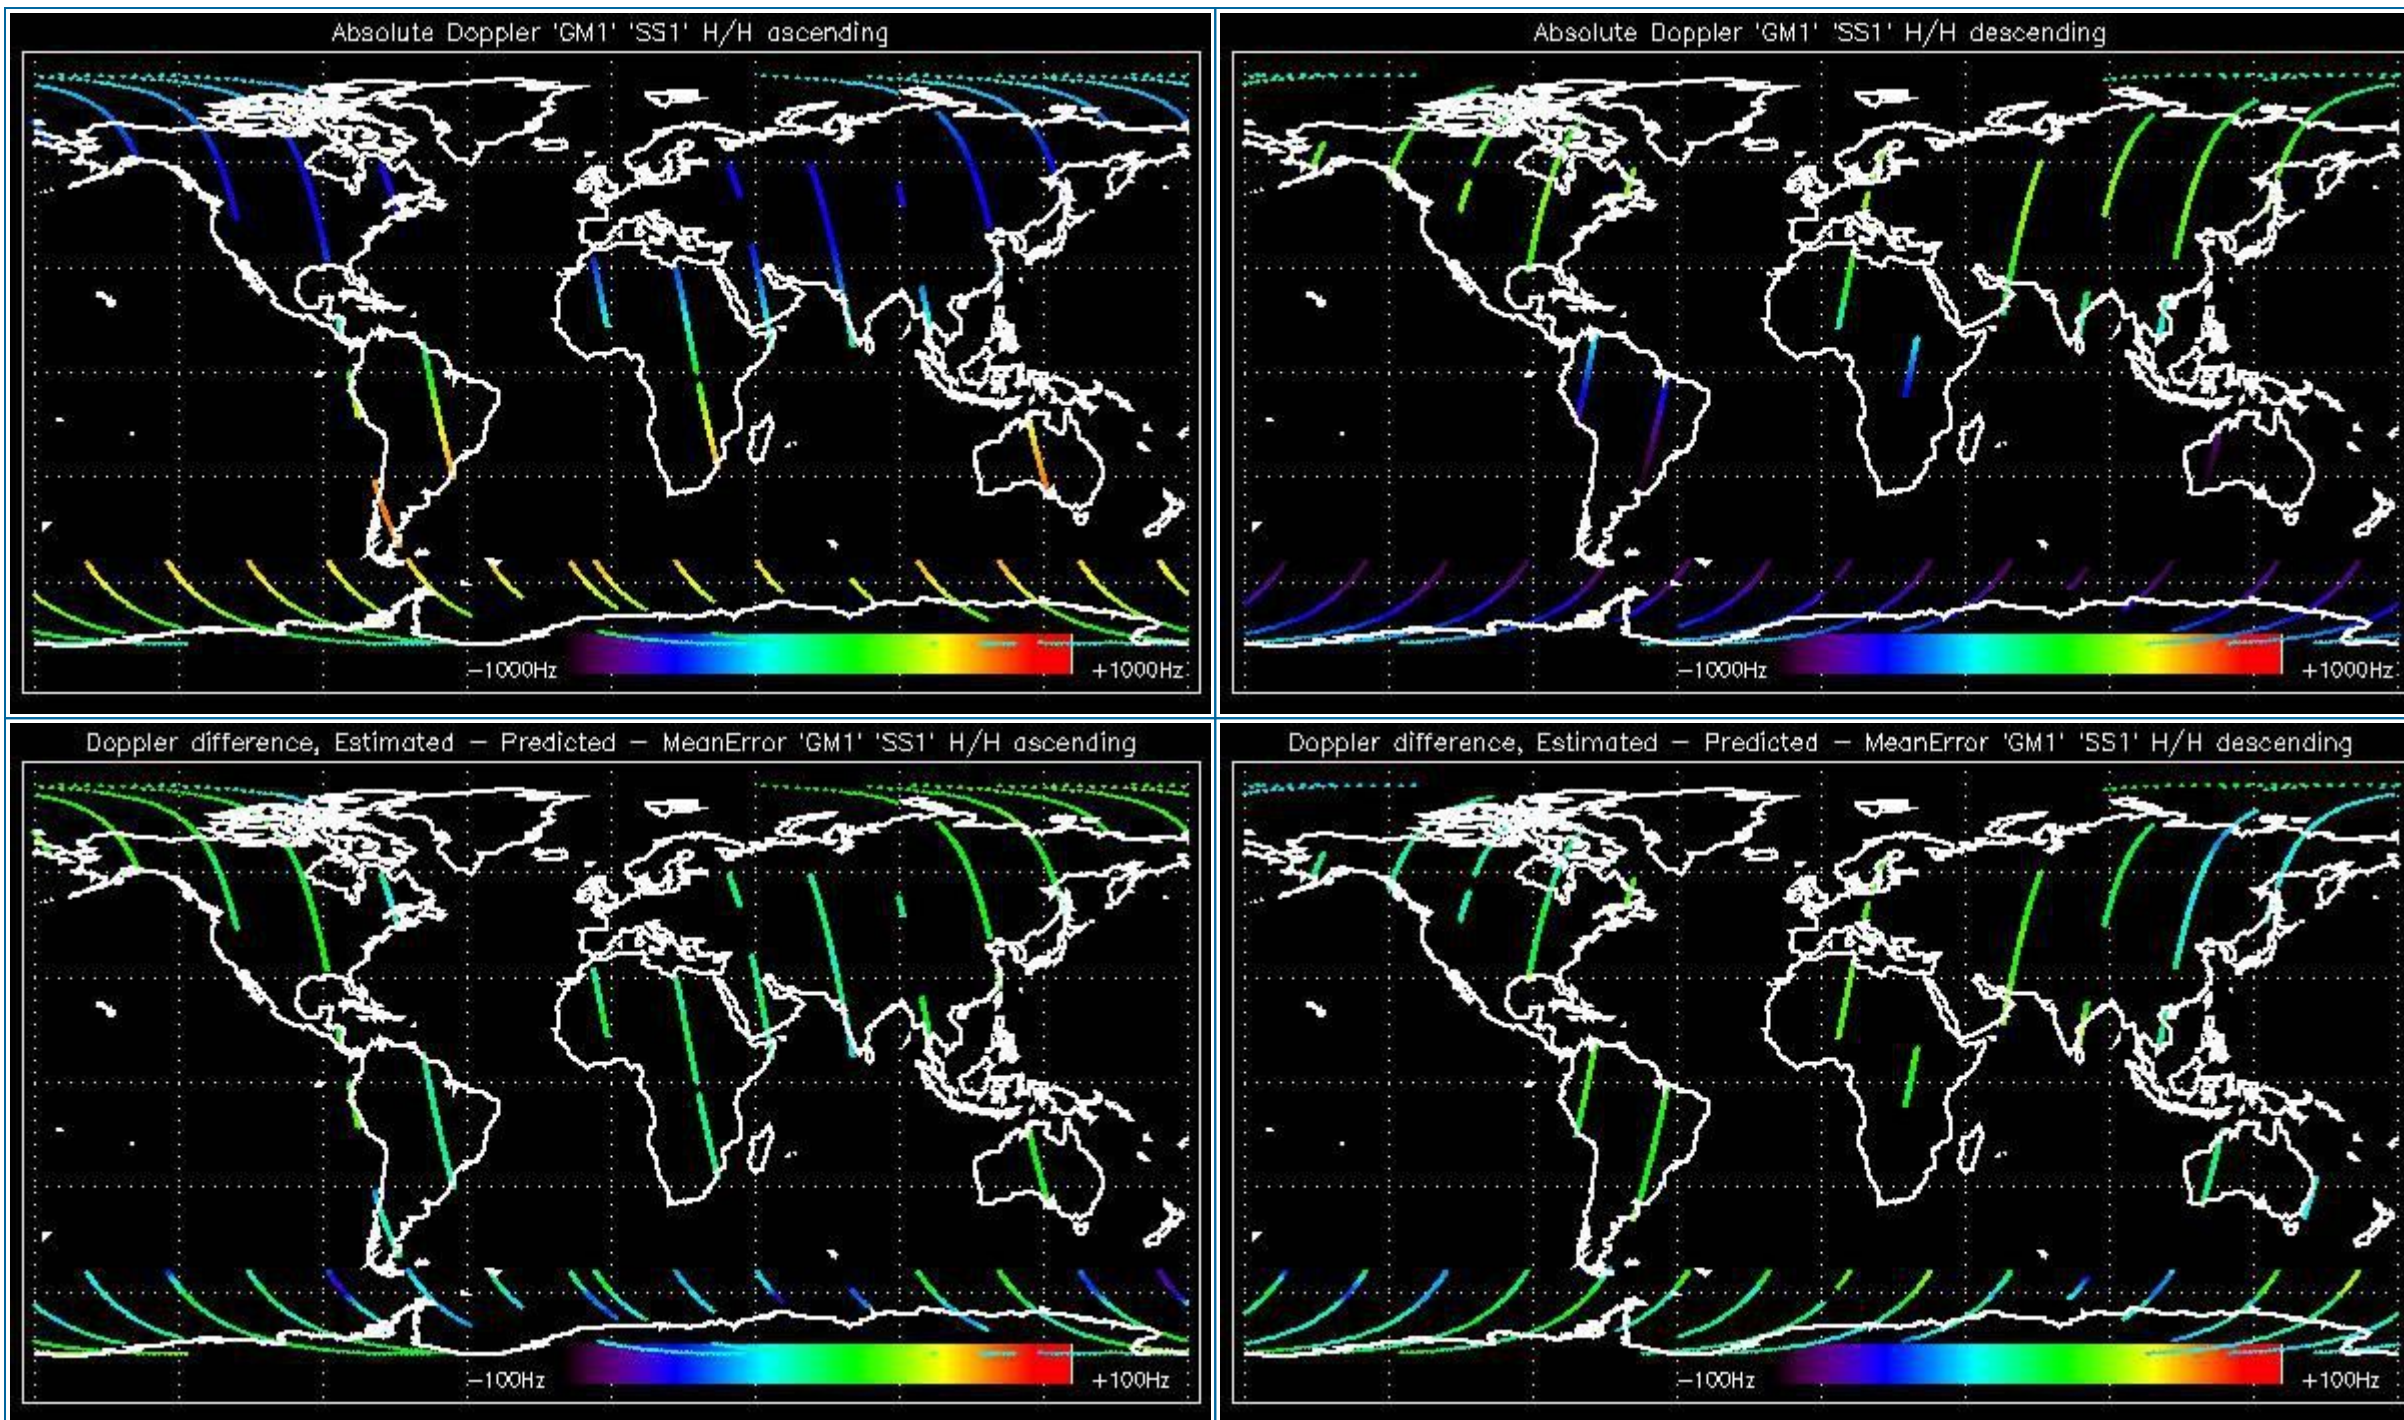 Absolute Doppler 'GM1' 'SS1' H/H ascending
-1000Hz
+1000Hz
Absolute Doppler 'GM1' 'SS1' H/H descending
-1000Hz
+1000Hz
Doppler difference, Estimated - Predicted - MeanError 'GM1' 'SS1' H/H ascending
-100Hz
+100Hz
Doppler difference, Estimated - Predicted - MeanError 'GM1' 'SS1' H/H descending
-100Hz
+100Hz